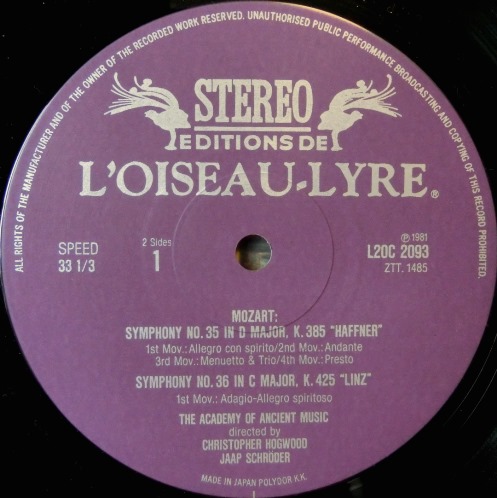 ALL RIGHTS OF THE MANUFACTURER AND OF THE OWNER OF THE RECORDED WORK RESERVED. UNAUTHORISED PUBLIC PERFORMANCE BROADCASTING AND COPYING OF THIS RECORD PROHIBITED.
STEREO
EDITIONS DE
L'OISEAU-LYRE®
SPEED
33 1/3
2 Sides
1
℗ 1981
L20C 2093
ZTT. 1485
MOZART:
SYMPHONY NO. 35 IN D MAJOR, K. 385 "HAFFNER"
1st Mov.: Allegro con spirito/2nd Mov.: Andante
3rd Mov.: Menuetto & Trio/4th Mov.: Presto
SYMPHONY NO. 36 IN C MAJOR, K. 425 "LINZ"
1st Mov.: Adagio-Allegro spiritoso
THE ACADEMY OF ANCIENT MUSIC
directed by
CHRISTOPHER HOGWOOD
JAAP SCHRÖDER
MADE IN JAPAN POLYDOR K.K.